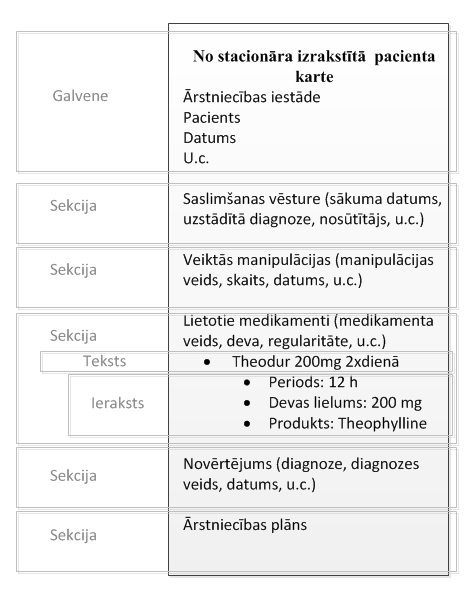 No stacionāra izrakstītā pacienta
karte
Galvene
Ārstniecības iestāde
Pacients
Datums
U.c.
Sekcija
Saslimšanas vēsture (sākuma datums,
uzstādītā diagnoze, nosūtītājs, u.c.)
Sekcija
Veiktās manipulācijas (manipulācijas
veids, skaits, datums, u.c.)
Sekcija
Lietotie medikamenti (medikamenta
veids, deva, regularitāte, u.c.)
Teksts
• Theodur 200mg 2xdienā
Ieraksts
• Periods: 12 h
• Devas lielums: 200 mg
• Produkts: Theophylline
Sekcija
Novērtējums (diagnoze, diagnozes
veids, datums, u.c.)
Sekcija
Ārstniecības plāns